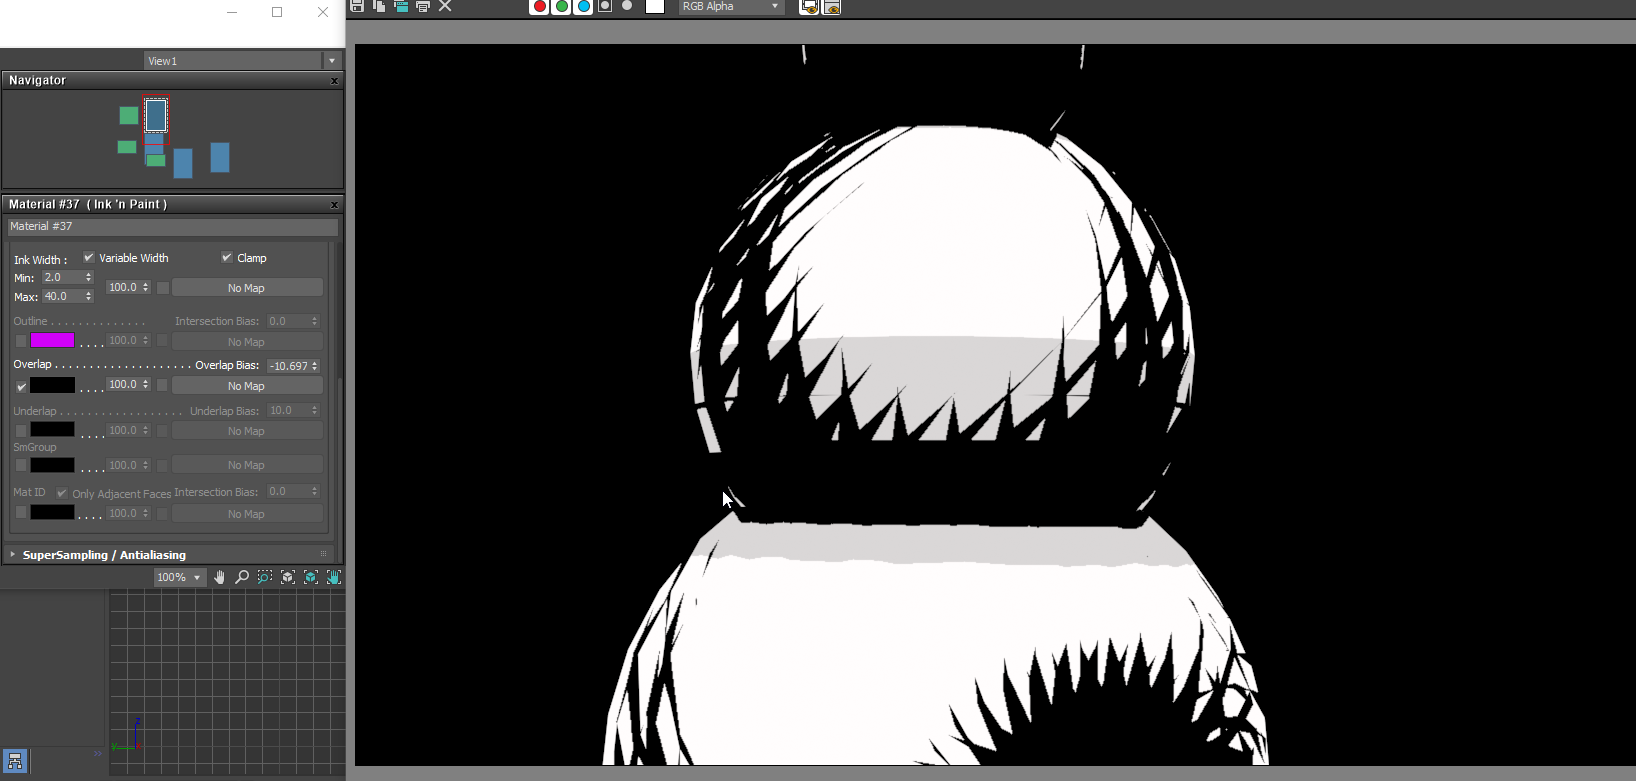 RGB Alpha
View1
Navigator x
Material #37 ( Ink 'n Paint ) x
Material #37
Ink Width : Variable Width Clamp
Min: 2.0
100.0 No Map
Max: 40.0
Outline . . . . . . . . . . . . . . Intersection Bias: 0.0
. . . . 100.0 No Map
Overlap . . . . . . . . . . . . . . . . . . . . Overlap Bias: -10.697
. . . . 100.0 No Map
Underlap . . . . . . . . . . . . . . . . . . Underlap Bias: 10.0
. . . . 100.0 No Map
SmGroup
. . . . 100.0 No Map
Mat ID Only Adjacent Faces Intersection Bias: 0.0
. . . . 100.0 No Map
SuperSampling / Antialiasing
100%
z
y